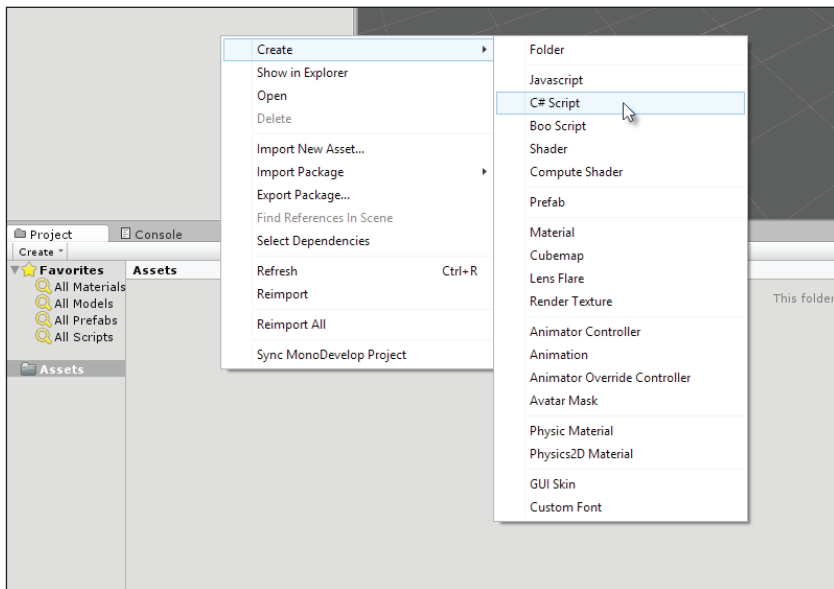 Create
Show in Explorer
Open
Delete
Import New Asset...
Import Package
Export Package...
Find References In Scene
Select Dependencies
Refresh Ctrl+R
Reimport
Reimport All
Sync MonoDevelop Project
Folder
Javascript
C# Script
Boo Script
Shader
Compute Shader
Prefab
Material
Cubemap
Lens Flare
Render Texture
Animator Controller
Animation
Animator Override Controller
Avatar Mask
Physic Material
Physics2D Material
GUI Skin
Custom Font
Project Console
Create
Favorites
All Materials
All Models
All Prefabs
All Scripts
Assets
Assets
This folder